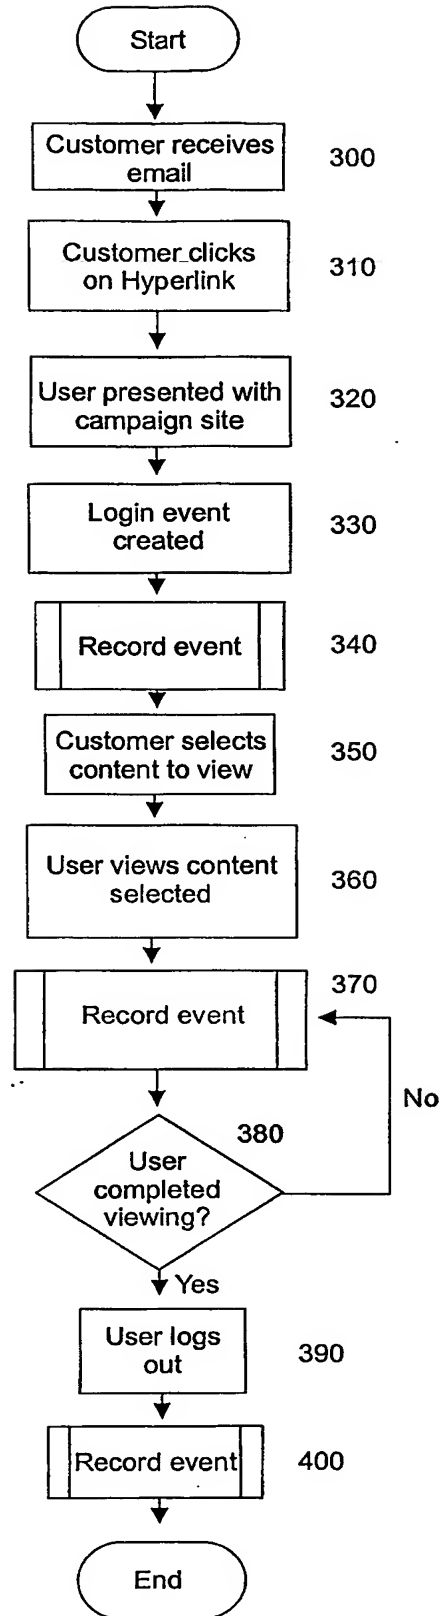 Start
Customer receives
email
300
Customer clicks
on Hyperlink
310
User presented with
campaign site
320
Login event
created
330
Record event
340
Customer selects
content to view
350
User views content
selected
360
370
Record event
No
380
User
completed
viewing?
Yes
User logs
out
390
Record event
400
End